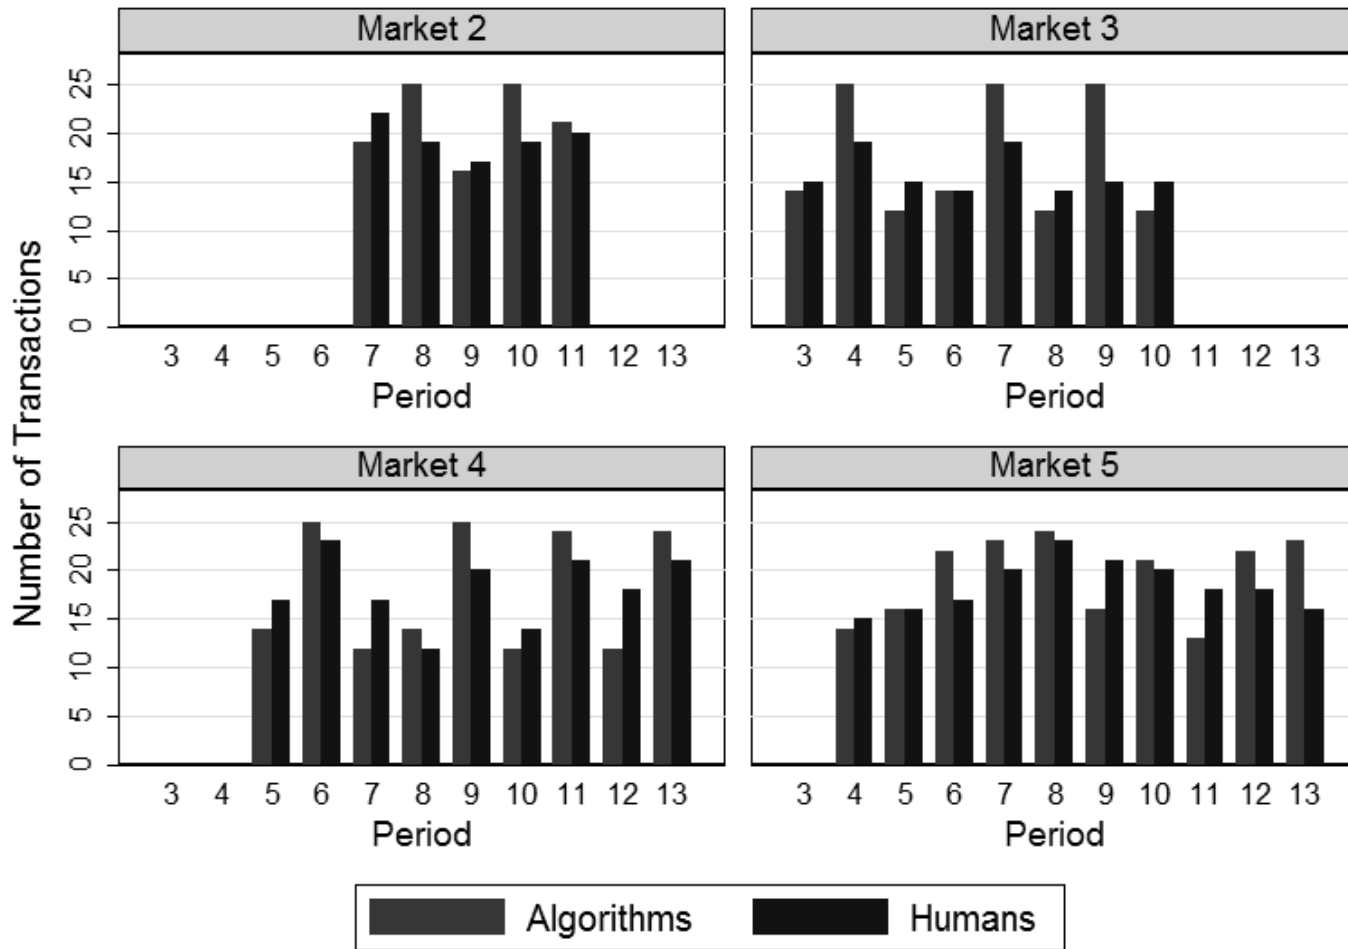 Market 2
Market 3
Number of Transactions
25
20
15
10
5
0
3 4 5 6 7 8 9 10 11 12 13
3 4 5 6 7 8 9 10 11 12 13
Period
Period
Market 4
Market 5
25
20
15
10
5
0
3 4 5 6 7 8 9 10 11 12 13
3 4 5 6 7 8 9 10 11 12 13
Period
Period
Algorithms
Humans